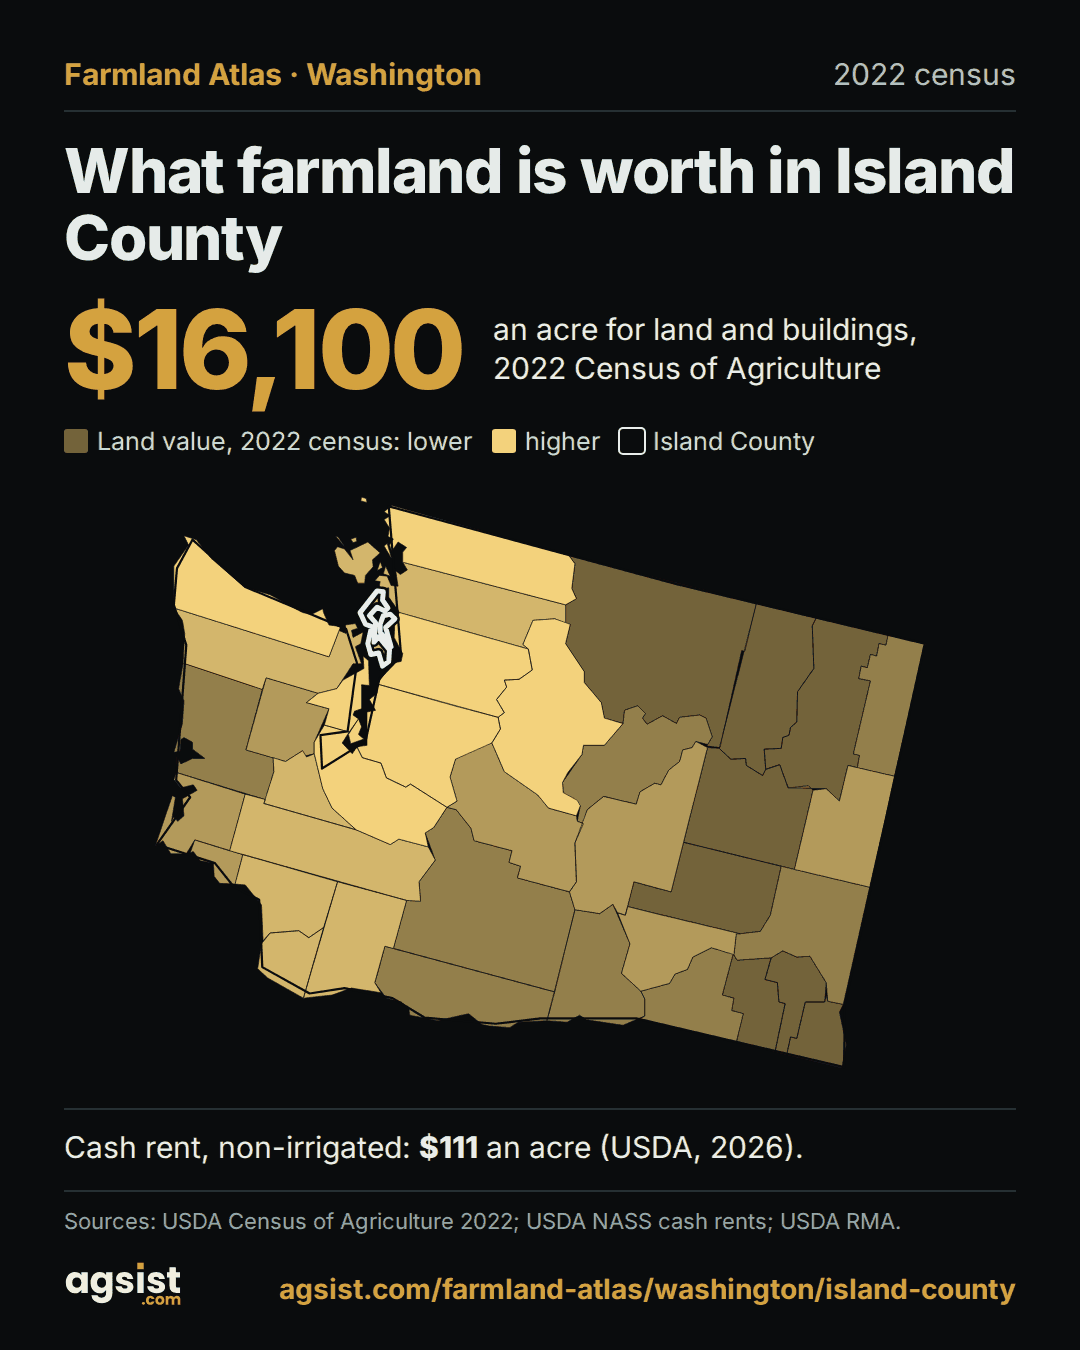 Farmland Atlas · Washington
2022 census
What farmland is worth in Island
County
$16,100
an acre for land and buildings,
2022 Census of Agriculture
Land value, 2022 census: lower
higher
Island County
Cash rent, non-irrigated: $111 an acre (USDA, 2026).
Sources: USDA Census of Agriculture 2022; USDA NASS cash rents; USDA RMA.
agsist
.com
agsist.com/farmland-atlas/washington/island-county